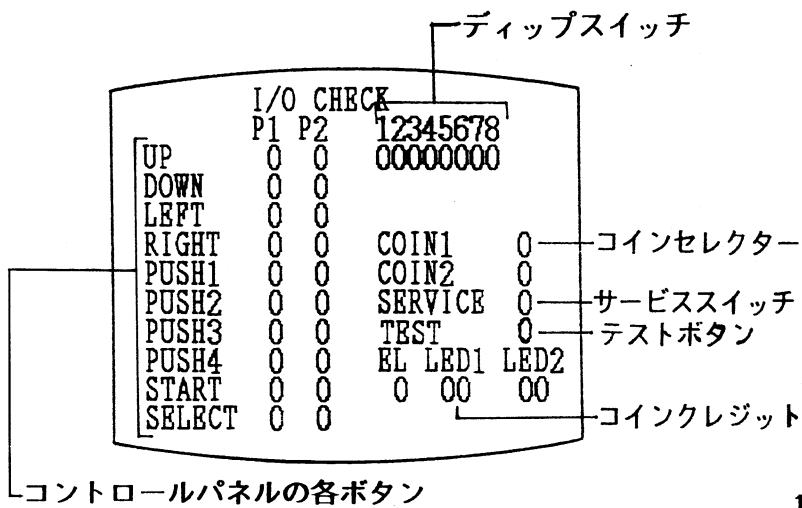 ディップスイッチ
I/O CHECK
P1 P2 12345678
UP 0 0 00000000
DOWN 0 0
LEFT 0 0
RIGHT 0 0 COIN1 0 コインセレクター
PUSH1 0 0 COIN2 0
PUSH2 0 0 SERVICE 0 サービススイッチ
PUSH3 0 0 TEST 0 テストボタン
PUSH4 0 0 EL LED1 LED2
START 0 0 0 00 00
SELECT 0 0 コインクレジット
コントロールパネルの各ボタン
1